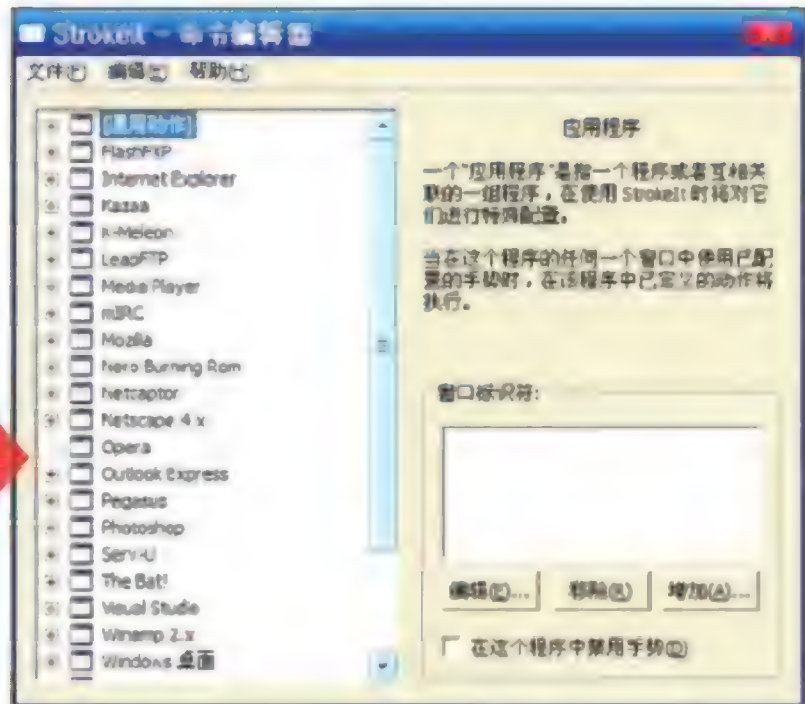 StrokeIt - 命令编辑器
文件(F) 编辑(E) 帮助(H)
[通用动作]
FlashFXP
Internet Explorer
Kazaa
K-Meleon
LeapFTP
Media Player
mIRC
Mozilla
Nero Burning Rom
Netcaptor
Netscape 4.x
Opera
Outlook Express
Pegasus
Photoshop
Serv-U
The Bat!
Visual Studio
Winamp 2.x
Windows 桌面
应用程序
一个"应用程序"是指一个程序或者互相关
联的一组程序，在使用 StrokeIt 时将对它
们进行特殊配置。
当在这个程序的任何一个窗口中使用已配
置的手势时，在该程序中已定义的动作将
执行。
窗口标识符:
编辑(E)... 移除(R) 增加(A)...
在这个程序中禁用手势(D)